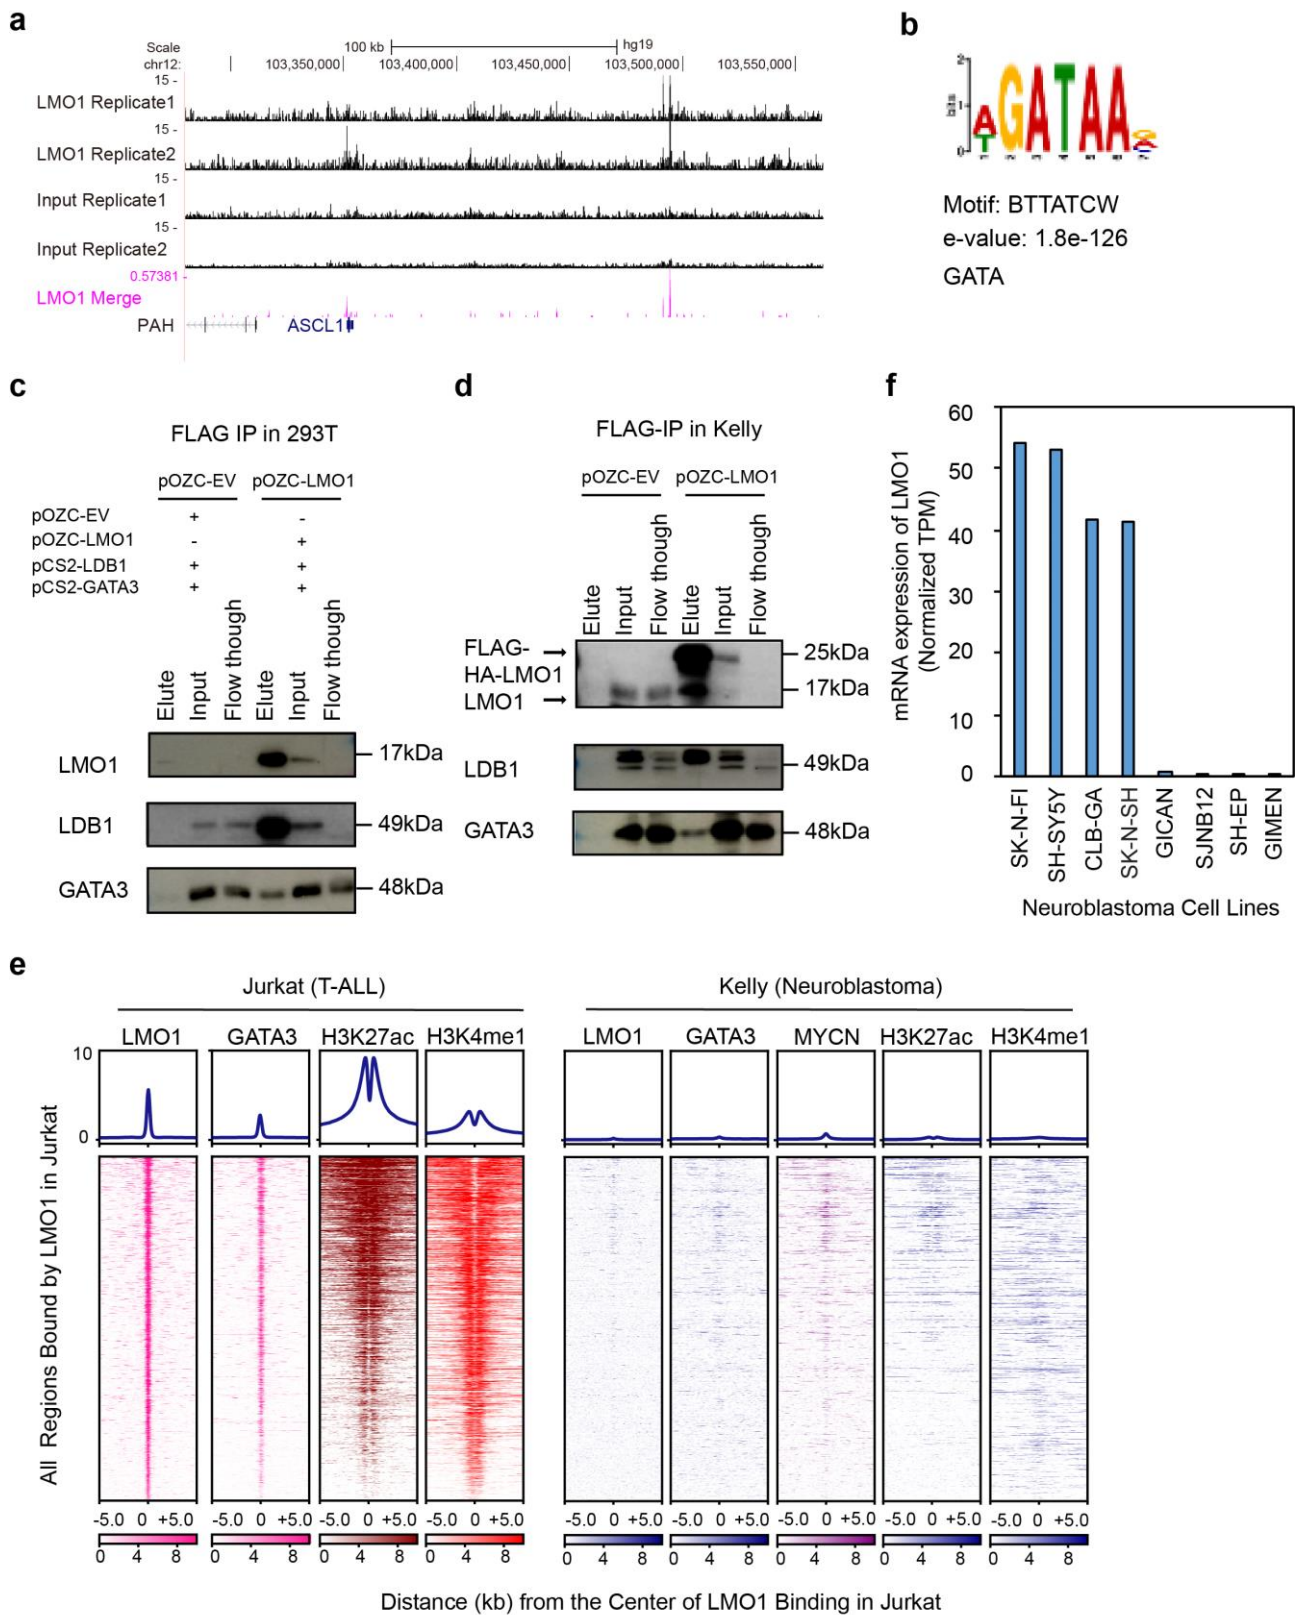 a
Scale 100 kb hg19
chr12: 103,350,000 103,400,000 103,450,000 103,500,000 103,550,000
15 -
LMO1 Replicate1
15 -
LMO1 Replicate2
15 -
Input Replicate1
15 -
Input Replicate2
0.57381 -
LMO1 Merge
PAH ASCL1
b
2
bits
1
0
AGATAAG
T A
Motif: BTTATCW
e-value: 1.8e-126
GATA
c
FLAG IP in 293T
pOZC-EV pOZC-LMO1
pOZC-EV + -
pOZC-LMO1 - +
pCS2-LDB1 + +
pCS2-GATA3 + +
Elute Input Flow though Elute Input Flow though
LMO1 17kDa
LDB1 49kDa
GATA3 48kDa
d
FLAG-IP in Kelly
pOZC-EV pOZC-LMO1
Elute Input Flow though Elute Input Flow though
FLAG- 25kDa
HA-LMO1
LMO1 17kDa
LDB1 49kDa
GATA3 48kDa
f
mRNA expression of LMO1
(Normalized TPM)
60
50
40
30
20
10
0
SK-N-FI SH-SY5Y CLB-GA SK-N-SH GICAN SJNB12 SH-EP GIMEN
Neuroblastoma Cell Lines
e
Jurkat (T-ALL) Kelly (Neuroblastoma)
LMO1 GATA3 H3K27ac H3K4me1 LMO1 GATA3 MYCN H3K27ac H3K4me1
10
0
All Regions Bound by LMO1 in Jurkat
-5.0 0 +5.0 -5.0 0 +5.0 -5.0 0 +5.0 -5.0 0 +5.0 -5.0 0 +5.0 -5.0 0 +5.0 -5.0 0 +5.0 -5.0 0 +5.0 -5.0 0 +5.0
0 4 8 0 4 8 0 4 8 0 4 8 0 4 8 0 4 8 0 4 8 0 4 8 0 4 8
Distance (kb) from the Center of LMO1 Binding in Jurkat